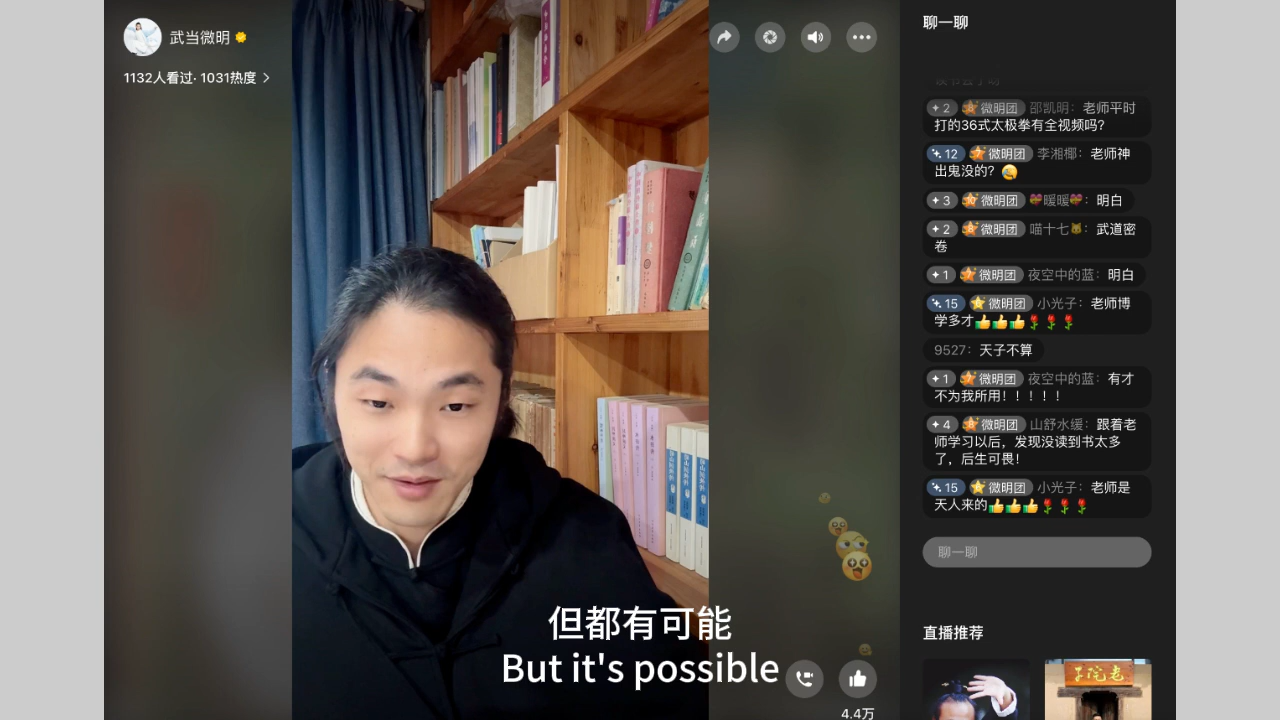 武当微明
1132人看过·1031热度
但都有可能
But it's possible
4.4万
聊一聊
2 微明团 邵凯明：老师平时
打的36式太极拳有全视频吗?
12 微明团 李湘椰：老师神
出鬼没的?
3 微明团 暖暖：明白
2 微明团 喵十七：武道密
卷
1 微明团 夜空中的蓝：明白
15 微明团 小光子：老师博
学多才
9527：天子不算
1 微明团 夜空中的蓝：有才
不为我所用！！！！！
4 微明团 山舒水缓：跟着老
师学习以后，发现没读到书太多
了，后生可畏！
15 微明团 小光子：老师是
天人来的
聊一聊
直播推荐